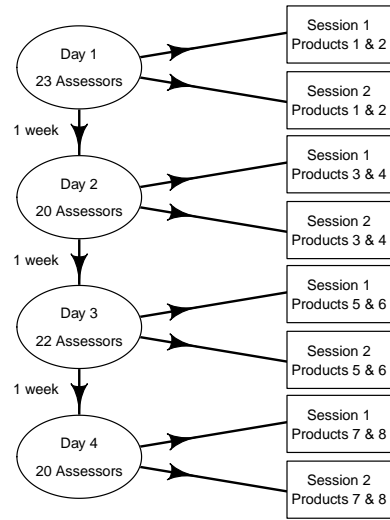 Session 1
Products 1 & 2
Day 1
23 Assessors
Session 2
Products 1 & 2
1 week
Session 1
Products 3 & 4
Day 2
20 Assessors
Session 2
Products 3 & 4
1 week
Session 1
Products 5 & 6
Day 3
22 Assessors
Session 2
Products 5 & 6
1 week
Session 1
Products 7 & 8
Day 4
20 Assessors
Session 2
Products 7 & 8